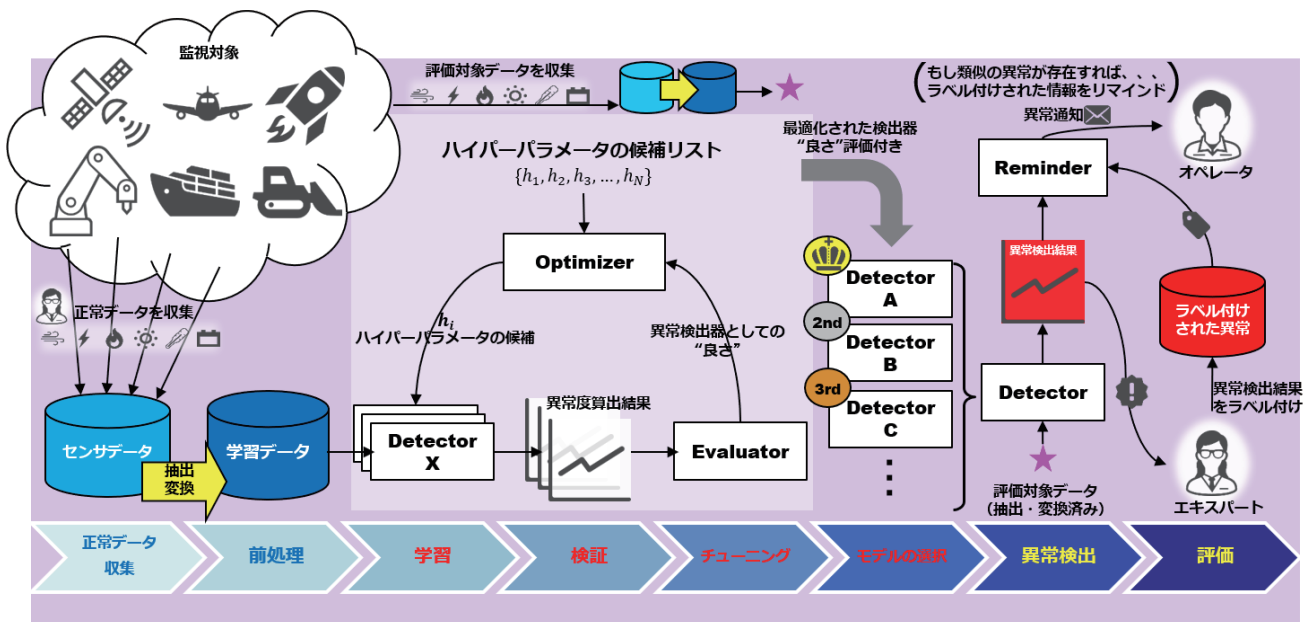 監視対象
評価対象データを収集
もし類似の異常が存在すれば、、、
ラベル付けされた情報をリマインド
異常通知
オペレータ
最適化された検出器
“良さ”評価付き
ハイパーパラメータの候補リスト
{h₁, h₂, h₃, …, h_N}
Reminder
Optimizer
異常検出結果
Detector
A
2nd
Detector
B
3rd
Detector
C
ラベル付け
された異常
正常データを収集
h_i
ハイパーパラメータの候補
異常検出器としての
“良さ”
Detector
異常検出結果
をラベル付け
異常度算出結果
センサデータ
抽出
変換
学習データ
Detector
X
Evaluator
評価対象データ
(抽出・変換済み)
エキスパート
正常データ
収集
前処理
学習
検証
チューニング
モデルの選択
異常検出
評価